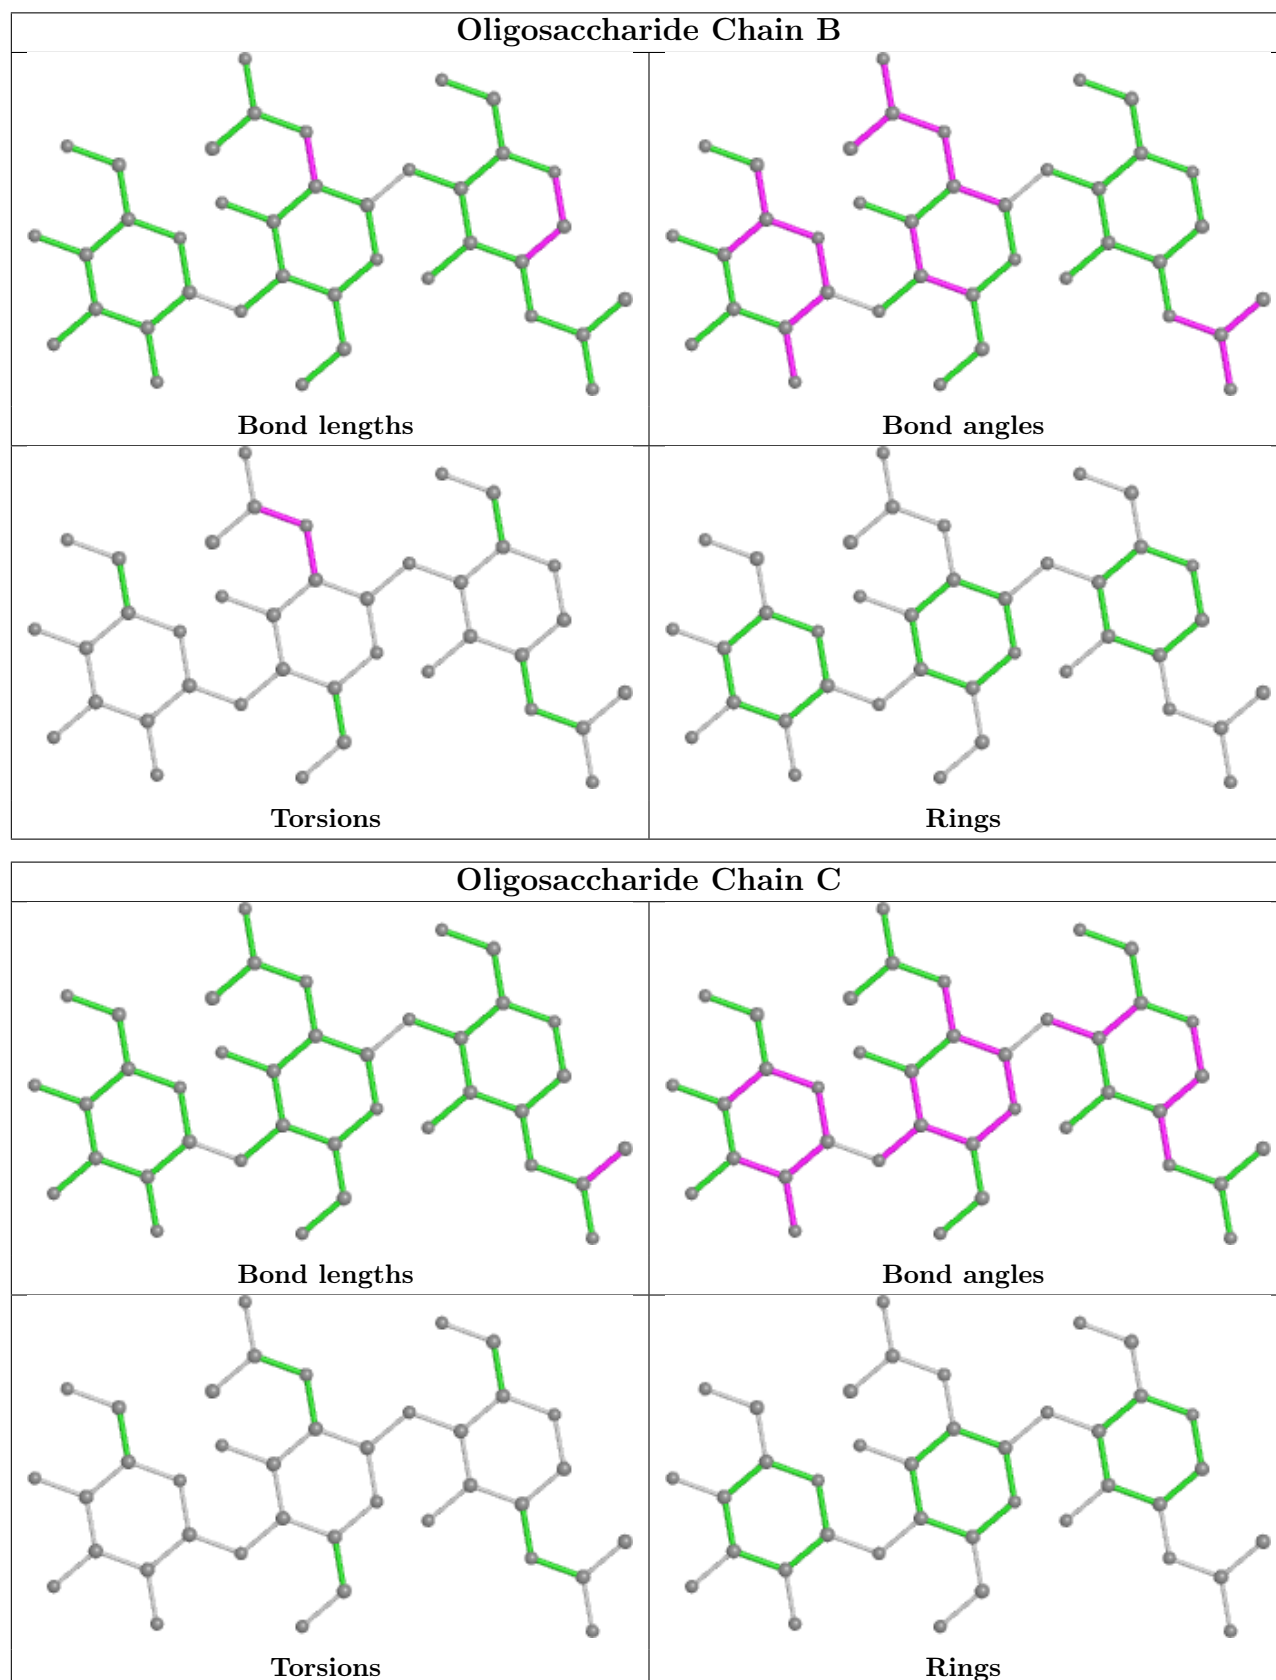 Oligosaccharide Chain B
Bond lengths
Bond angles
Torsions
Rings
Oligosaccharide Chain C
Bond lengths
Bond angles
Torsions
Rings